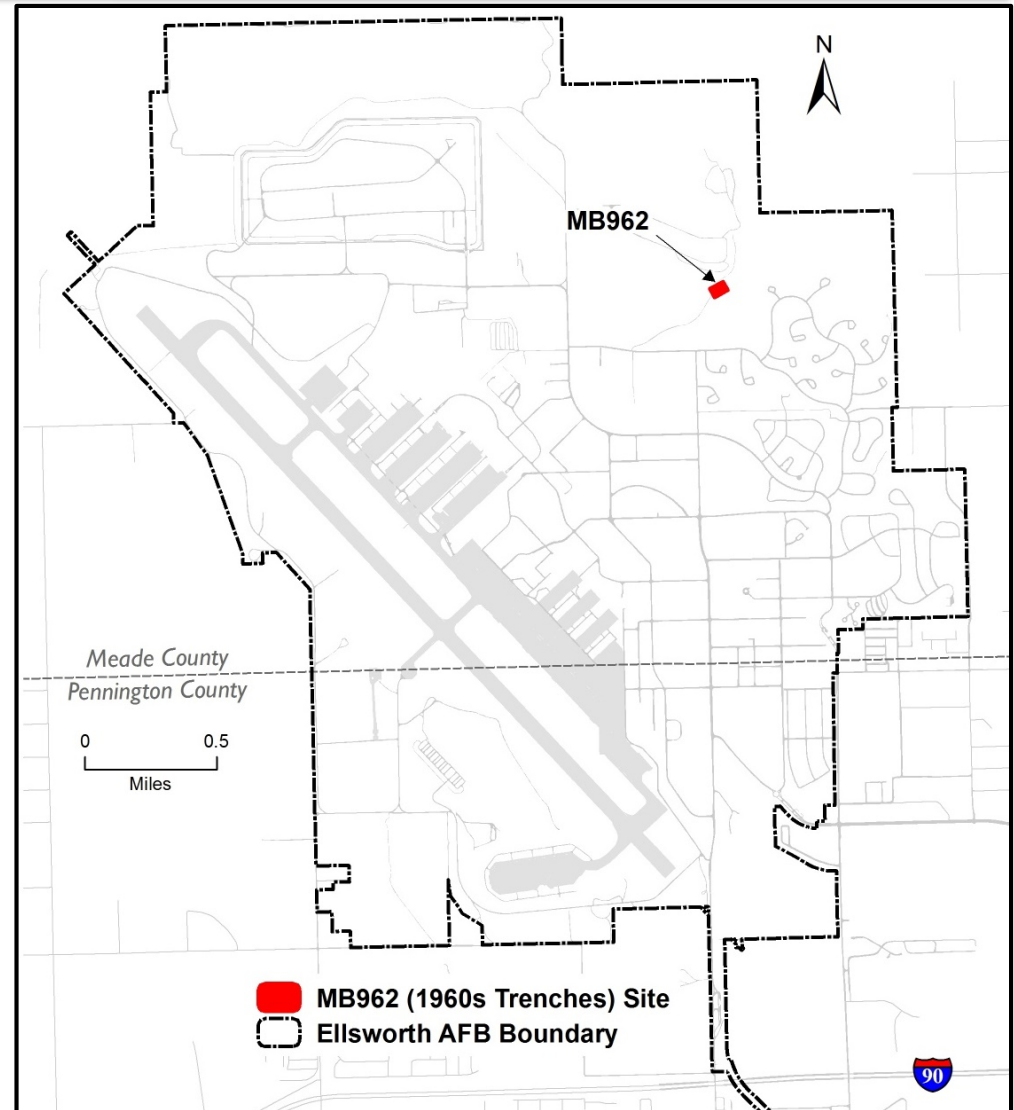 N
MB962
Meade County
Pennington County
0 0.5
Miles
MB962 (1960s Trenches) Site
Ellsworth AFB Boundary
90